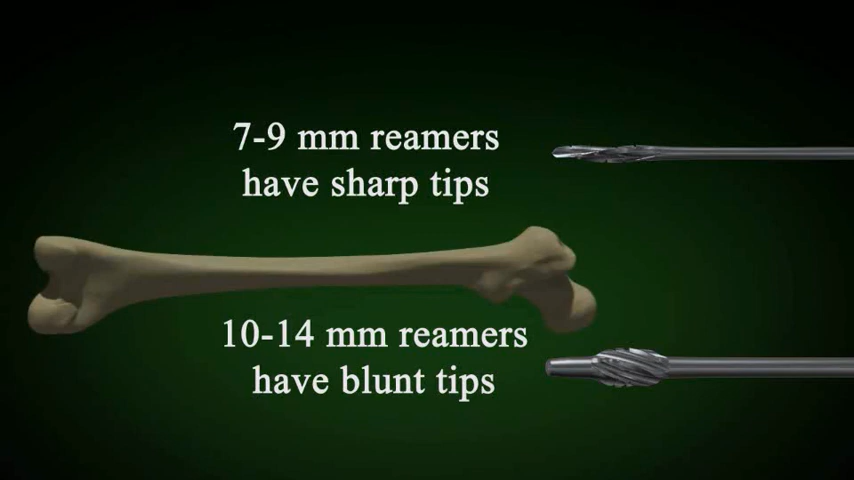 7-9 mm reamers
have sharp tips
10-14 mm reamers
have blunt tips